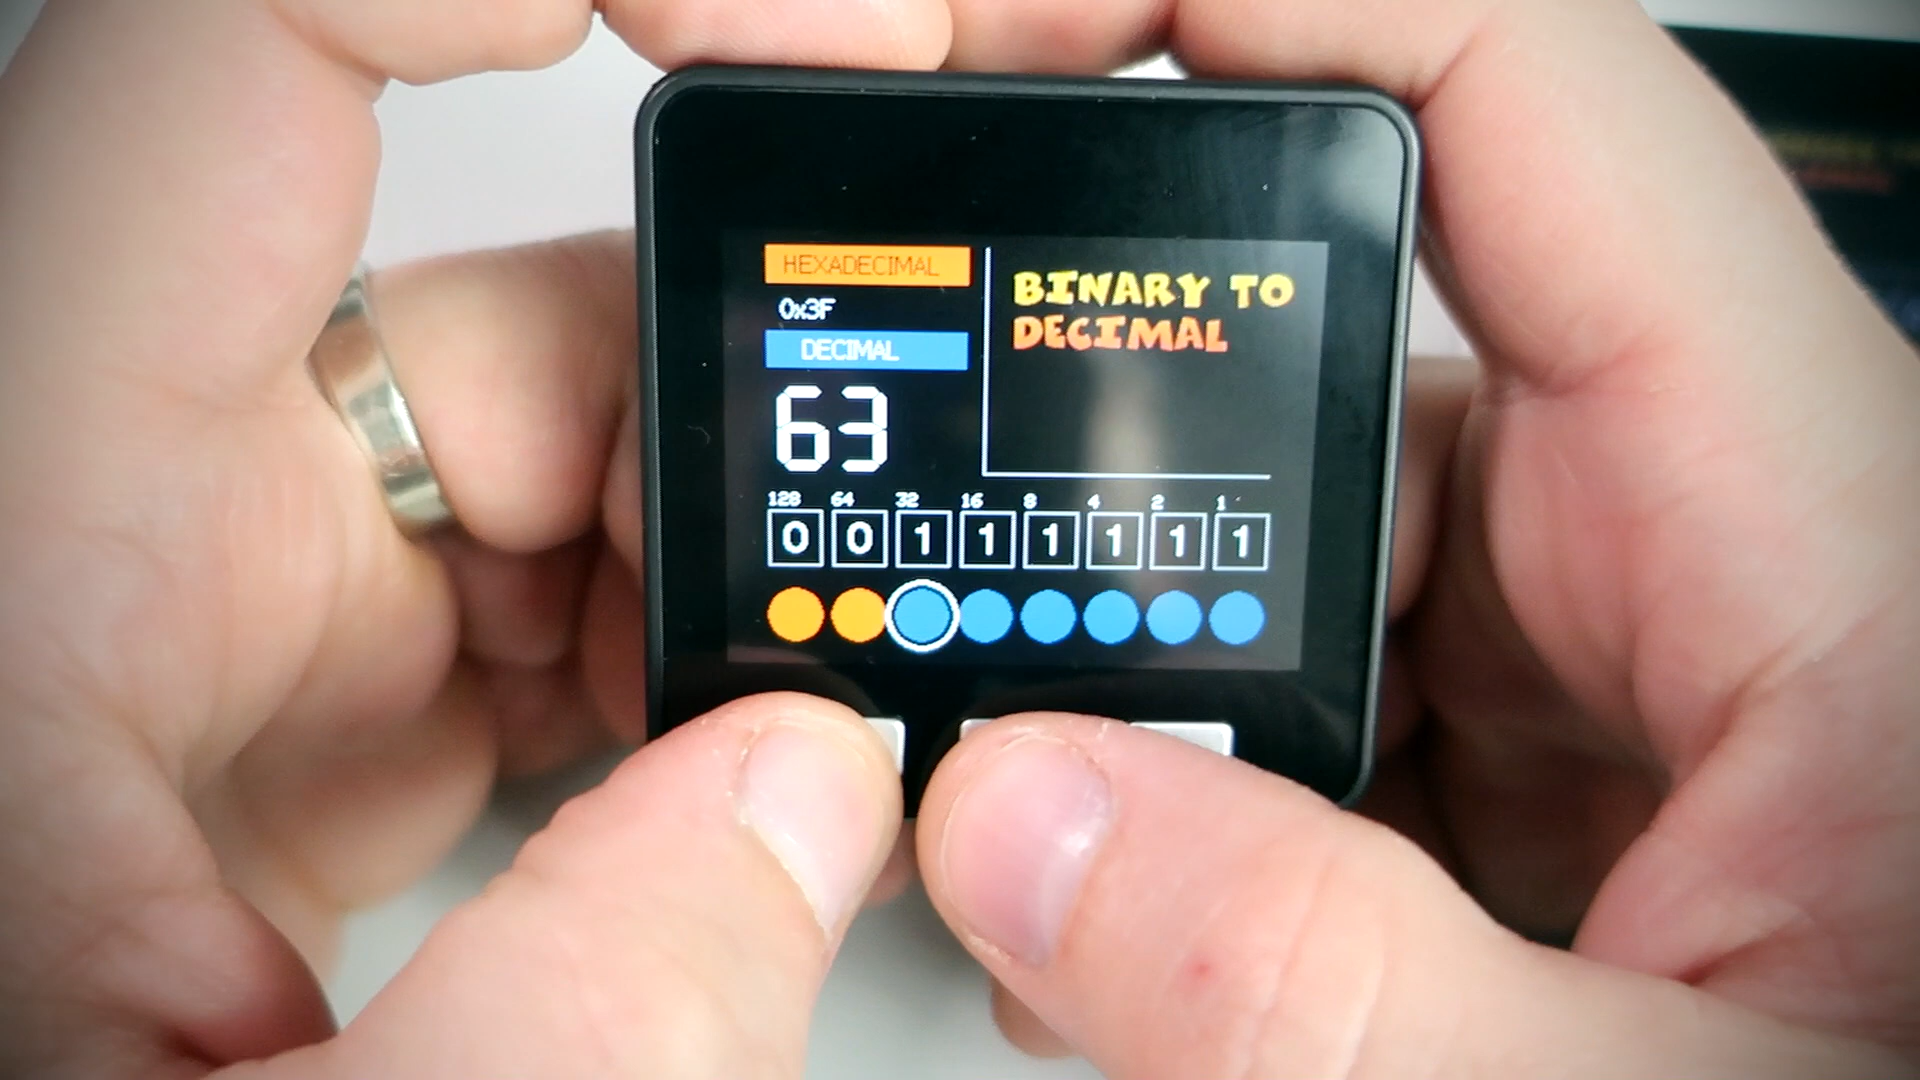 HEXADECIMAL
0x3F
DECIMAL
63
BINARY TO
DECIMAL
128 64 32 16 8 4 2 1
0 0 1 1 1 1 1 1